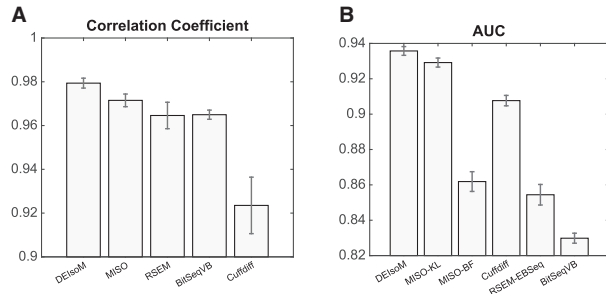 A
Correlation Coefficient
1
0.98
0.96
0.94
0.92
0.9
DEIsoM
MISO
RSEM
BitSeqVB
Cuffdiff
B
AUC
0.94
0.92
0.9
0.88
0.86
0.84
0.82
DEIsoM
MISO-KL
MISO-BF
Cuffdiff
RSEM-EBSeq
BitSeqVB